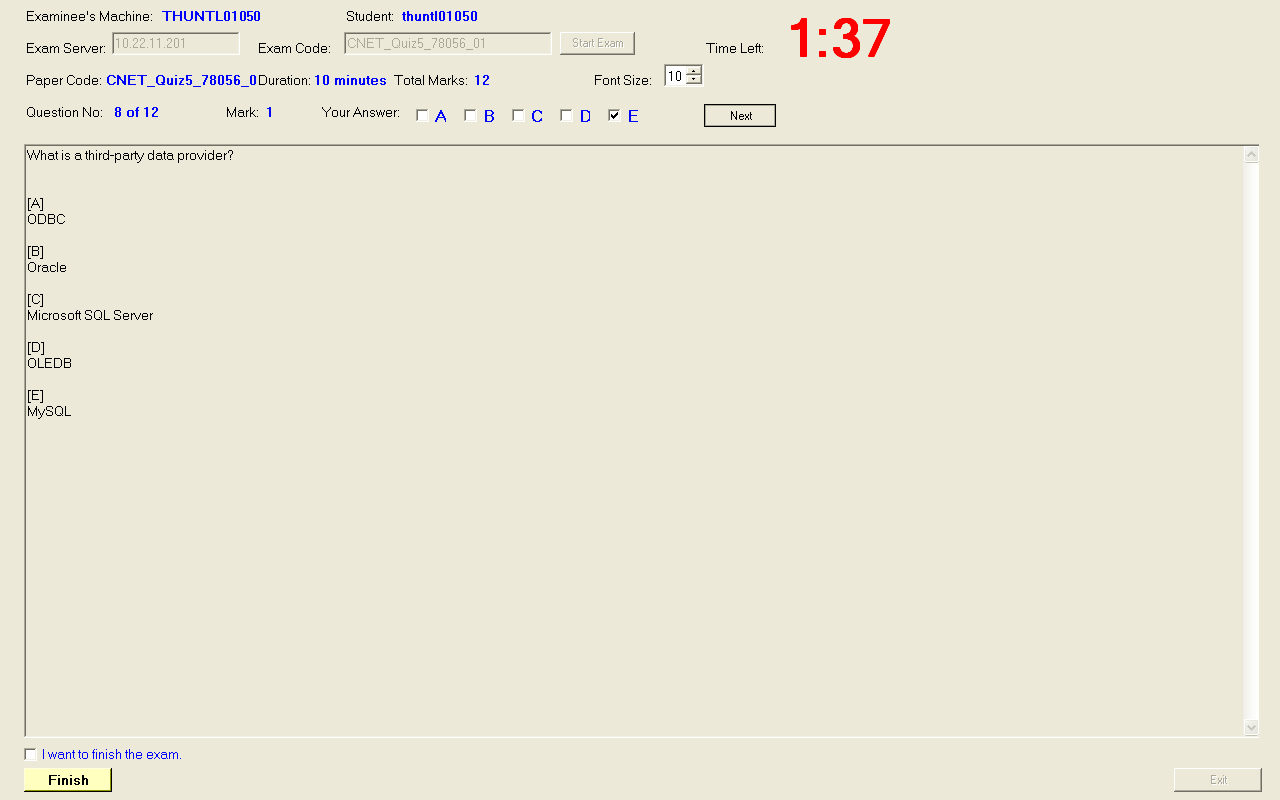 Examinee's Machine: THUNTL01050 Student: thuntl01050
Exam Server: 10.22.11.201 Exam Code: CNET_Quiz5_78056_01 Start Exam Time Left: 1:37
Paper Code: CNET_Quiz5_78056_0 Duration: 10 minutes Total Marks: 12 Font Size: 10
Question No: 8 of 12 Mark: 1 Your Answer: A B C D E Next
What is a third-party data provider?
[A]
ODBC
[B]
Oracle
[C]
Microsoft SQL Server
[D]
OLEDB
[E]
MySQL
I want to finish the exam.
Finish Exit